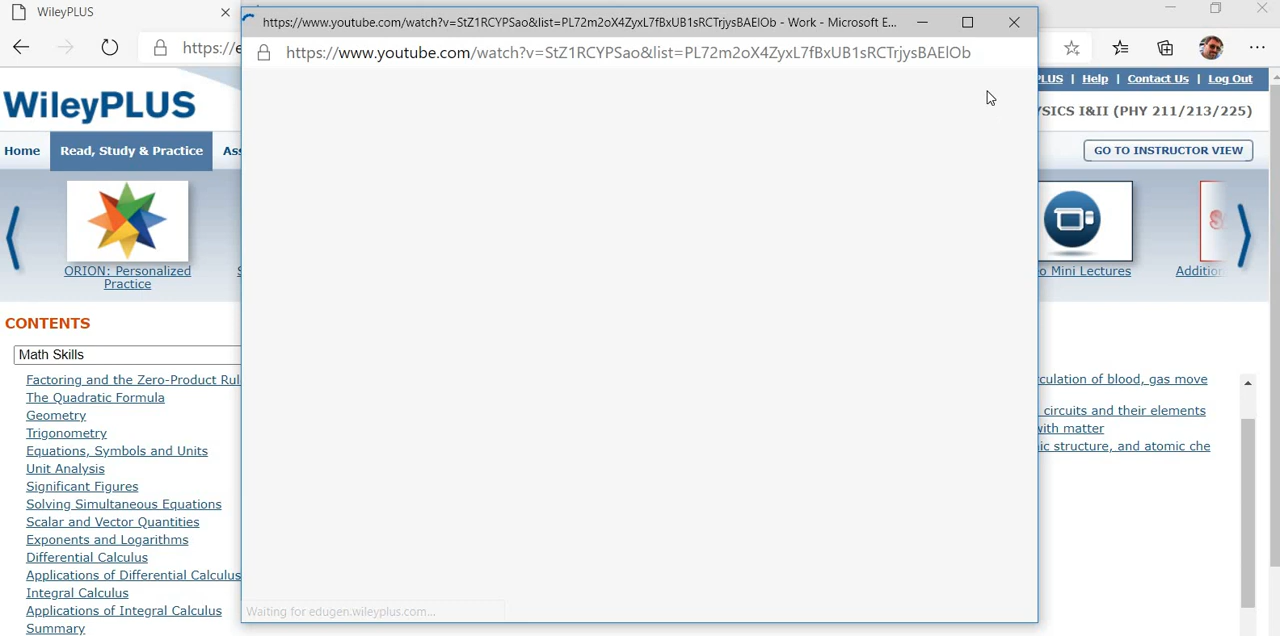 WileyPLUS
https://www.youtube.com/watch?v=StZ1RCYPSao&list=PL72m2oX4ZyxL7fBxUB1sRCTrjysBAElOb - Work - Microsoft E...
https://e
https://www.youtube.com/watch?v=StZ1RCYPSao&list=PL72m2oX4ZyxL7fBxUB1sRCTrjysBAElOb
PLUS | Help | Contact Us | Log Out
WileyPLUS
SICS I&II (PHY 211/213/225)
Home Read, Study & Practice Ass
GO TO INSTRUCTOR VIEW
ORION: Personalized
Practice
o Mini Lectures
Addition
CONTENTS
Math Skills
Factoring and the Zero-Product Rul
The Quadratic Formula
Geometry
Trigonometry
Equations, Symbols and Units
Unit Analysis
Significant Figures
Solving Simultaneous Equations
Scalar and Vector Quantities
Exponents and Logarithms
Differential Calculus
Applications of Differential Calculus
Integral Calculus
Applications of Integral Calculus
Summary
culation of blood, gas move
circuits and their elements
with matter
ic structure, and atomic che
Waiting for edugen.wileyplus.com...